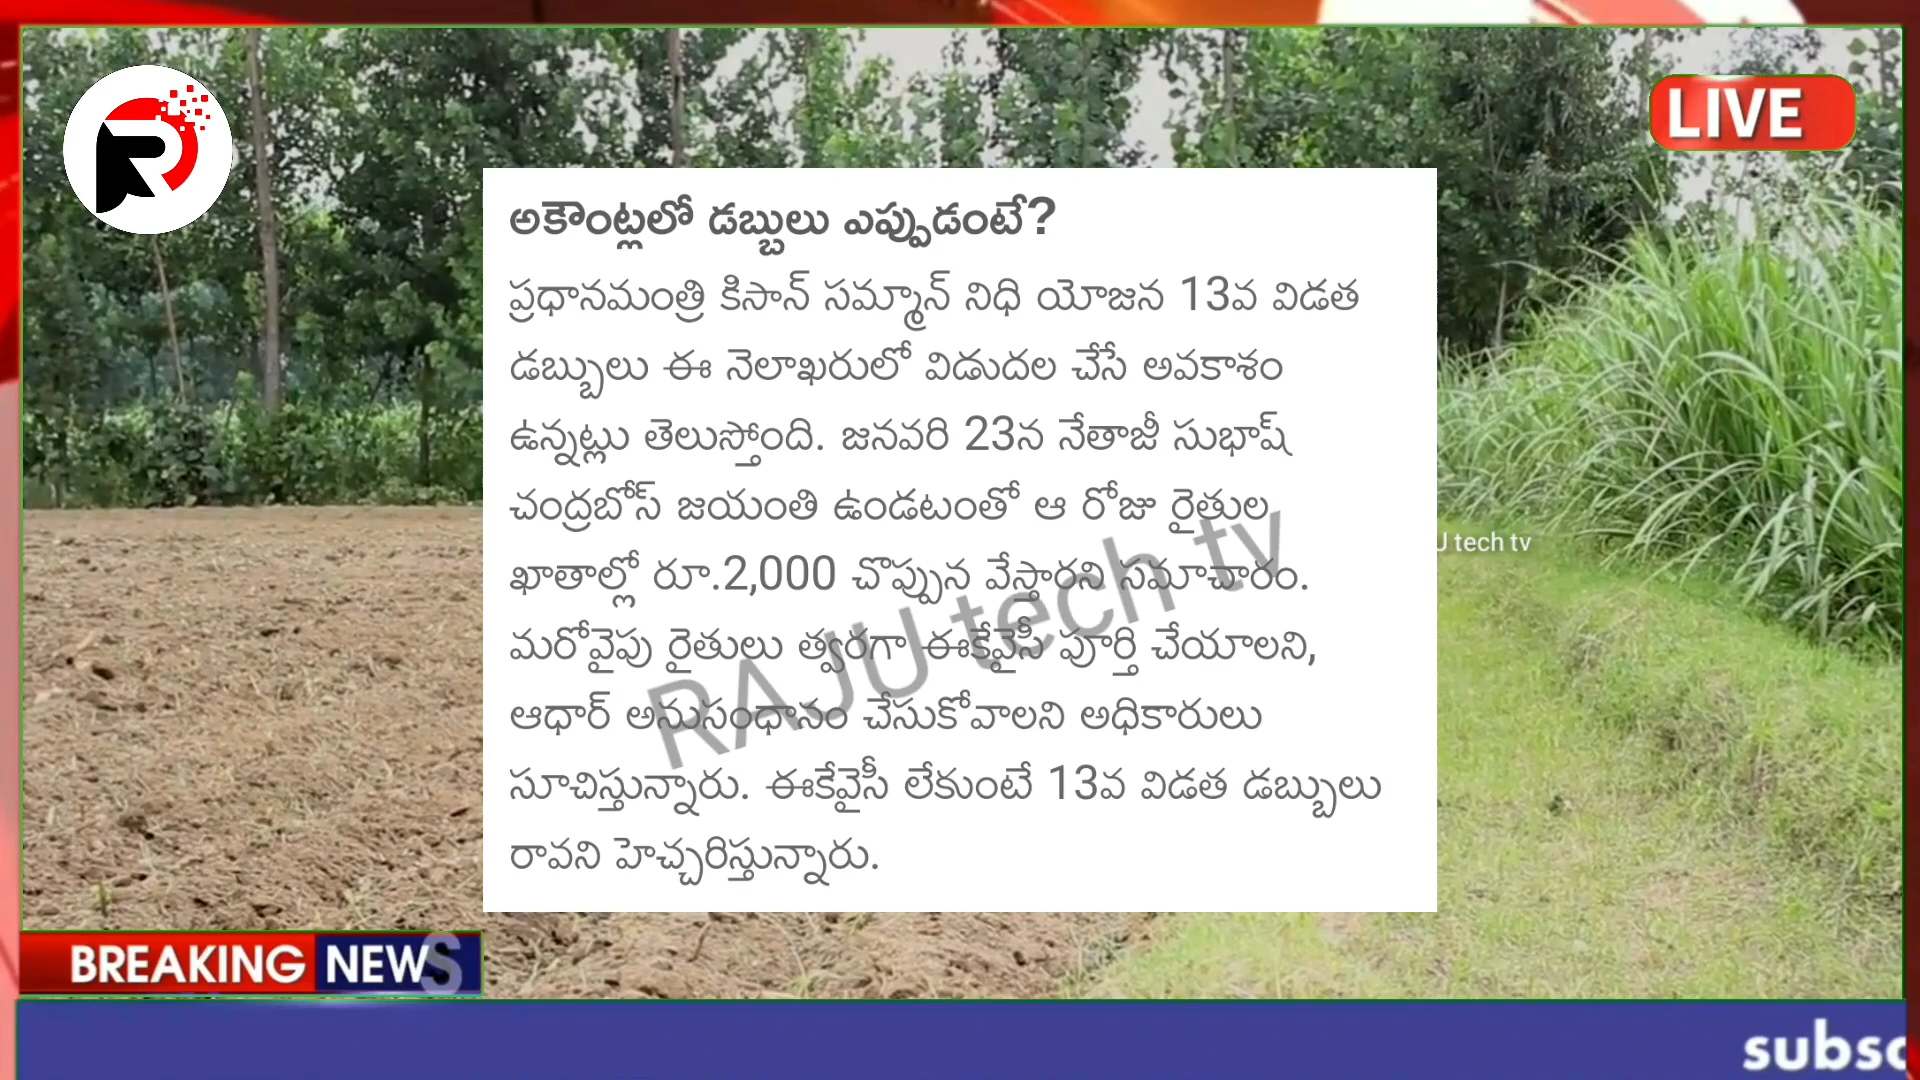 LIVE
అకౌంట్లలో డబ్బులు ఎప్పుడంటే?
ప్రధానమంత్రి కిసాన్ సమ్మాన్ నిధి యోజన 13వ విడత
డబ్బులు ఈ నెలాఖరులో విడుదల చేసే అవకాశం
ఉన్నట్లు తెలుస్తోంది. జనవరి 23న నేతాజీ సుభాష్
చంద్రబోస్ జయంతి ఉండటంతో ఆ రోజు రైతుల
ఖాతాల్లో రూ.2,000 చొప్పున వేస్తారని సమాచారం.
మరోవైపు రైతులు త్వరగా ఈకేవైసీ పూర్తి చేయాలని,
ఆధార్ అనుసంధానం చేసుకోవాలని అధికారులు
సూచిస్తున్నారు. ఈకేవైసీ లేకుంటే 13వ విడత డబ్బులు
రావని హెచ్చరిస్తున్నారు.
RAJU tech tv
J tech tv
BREAKING NEWS
subsc